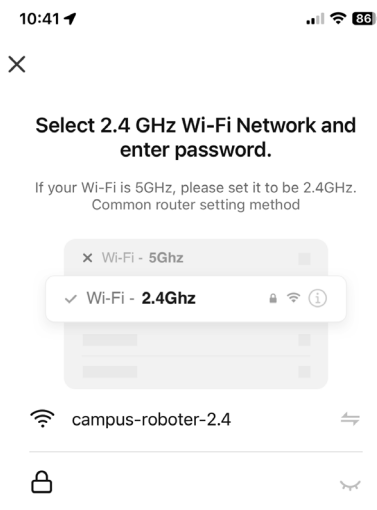 10:41
86
Select 2.4 GHz Wi-Fi Network and
enter password.
If your Wi-Fi is 5GHz, please set it to be 2.4GHz.
Common router setting method
Wi-Fi - 5Ghz
Wi-Fi - 2.4Ghz
campus-roboter-2.4